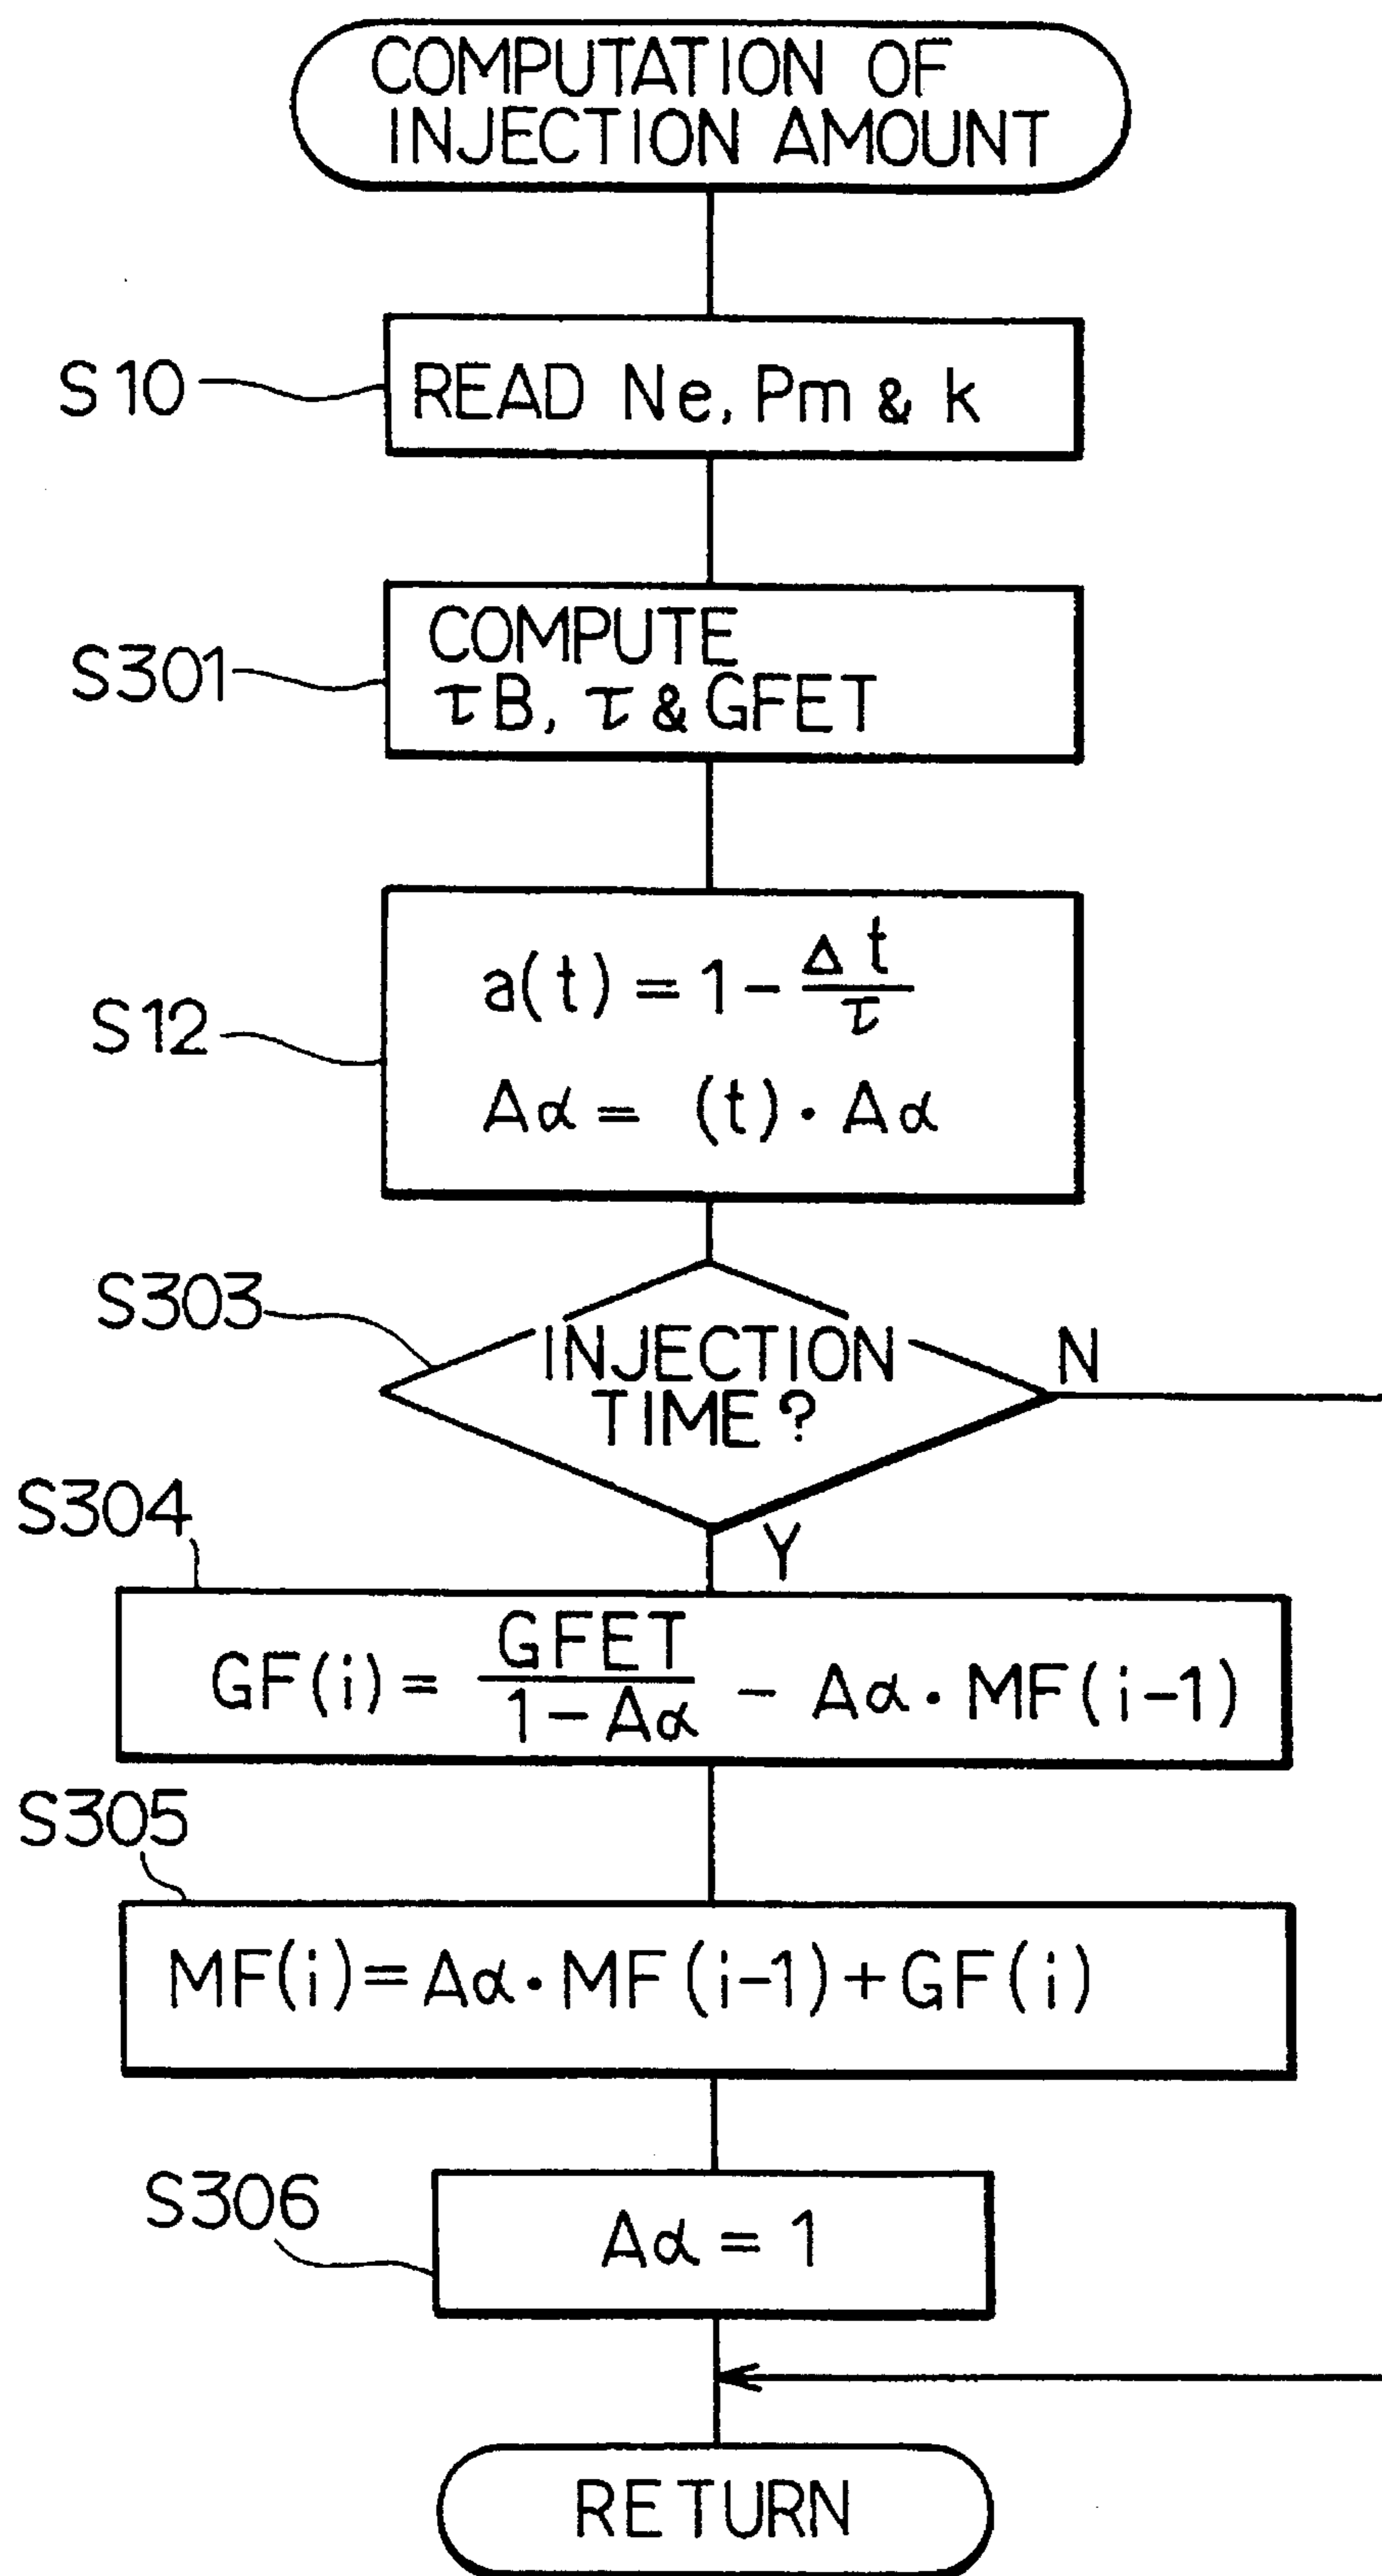 COMPUTATION OF
INJECTION AMOUNT
S10
READ Ne, Pm & k
S301
COMPUTE
τB, τ & GFET
S12
a(t) = 1 - Δt/τ
Aα = (t)・Aα
S303
INJECTION
TIME?
N
Y
S304
GF(i) = GFET/(1-Aα) - Aα・MF(i-1)
S305
MF(i)=Aα・MF(i-1)+GF(i)
S306
Aα = 1
RETURN